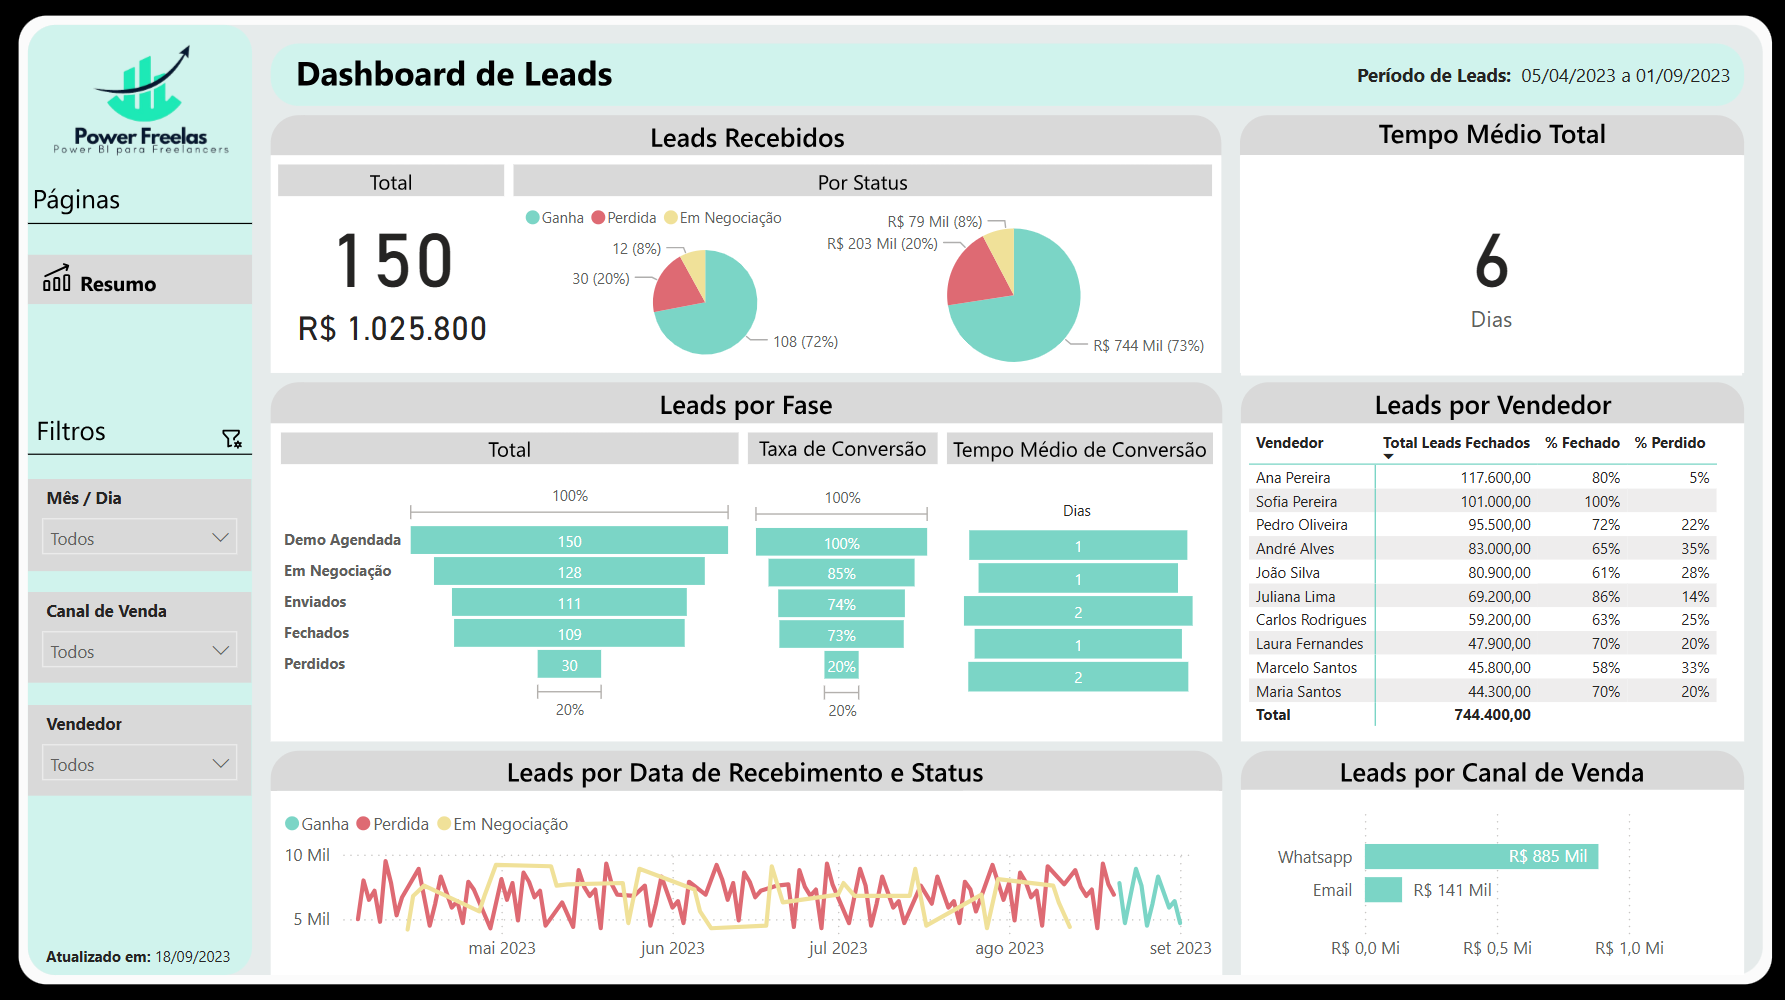 Power Freelas
Power BI para Freelancers
Páginas
Resumo
Filtros
Mês / Dia
Todos
Canal de Venda
Todos
Vendedor
Todos
Atualizado em: 18/09/2023
Dashboard de Leads
Período de Leads: 05/04/2023 a 01/09/2023
Leads Recebidos
Total
150
R$ 1.025.800
Por Status
Ganha Perdida Em Negociação
12 (8%)
30 (20%)
108 (72%)
R$ 79 Mil (8%)
R$ 203 Mil (20%)
R$ 744 Mil (73%)
Tempo Médio Total
6
Dias
Leads por Fase
Total
100%
Demo Agendada 150
Em Negociação 128
Enviados 111
Fechados 109
Perdidos 30
20%
Taxa de Conversão
100%
100%
85%
74%
73%
20%
20%
Tempo Médio de Conversão
Dias
1
1
2
1
2
Leads por Vendedor
Vendedor Total Leads Fechados % Fechado % Perdido
Ana Pereira 117.600,00 80% 5%
Sofia Pereira 101.000,00 100%
Pedro Oliveira 95.500,00 72% 22%
André Alves 83.000,00 65% 35%
João Silva 80.900,00 61% 28%
Juliana Lima 69.200,00 86% 14%
Carlos Rodrigues 59.200,00 63% 25%
Laura Fernandes 47.900,00 70% 20%
Marcelo Santos 45.800,00 58% 33%
Maria Santos 44.300,00 70% 20%
Total 744.400,00
Leads por Data de Recebimento e Status
Ganha Perdida Em Negociação
10 Mil
5 Mil
mai 2023 jun 2023 jul 2023 ago 2023 set 2023
Leads por Canal de Venda
Whatsapp R$ 885 Mil
Email R$ 141 Mil
R$ 0,0 Mi R$ 0,5 Mi R$ 1,0 Mi